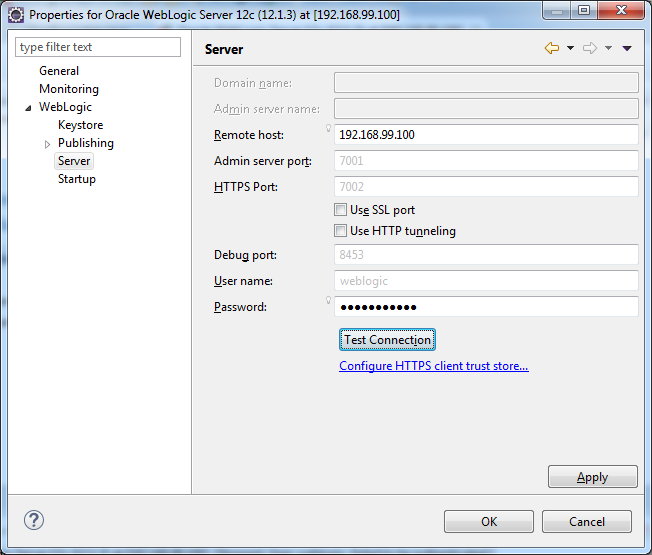 Properties for Oracle WebLogic Server 12c (12.1.3) at [192.168.99.100]
type filter text
General
Monitoring
WebLogic
Keystore
Publishing
Server
Startup
Server
Domain name:
Admin server name:
Remote host: 192.168.99.100
Admin server port: 7001
HTTPS Port: 7002
Use SSL port
Use HTTP tunneling
Debug port: 8453
User name: weblogic
Password: ●●●●●●●●●●●
Test Connection
Configure HTTPS client trust store...
Apply
OK Cancel